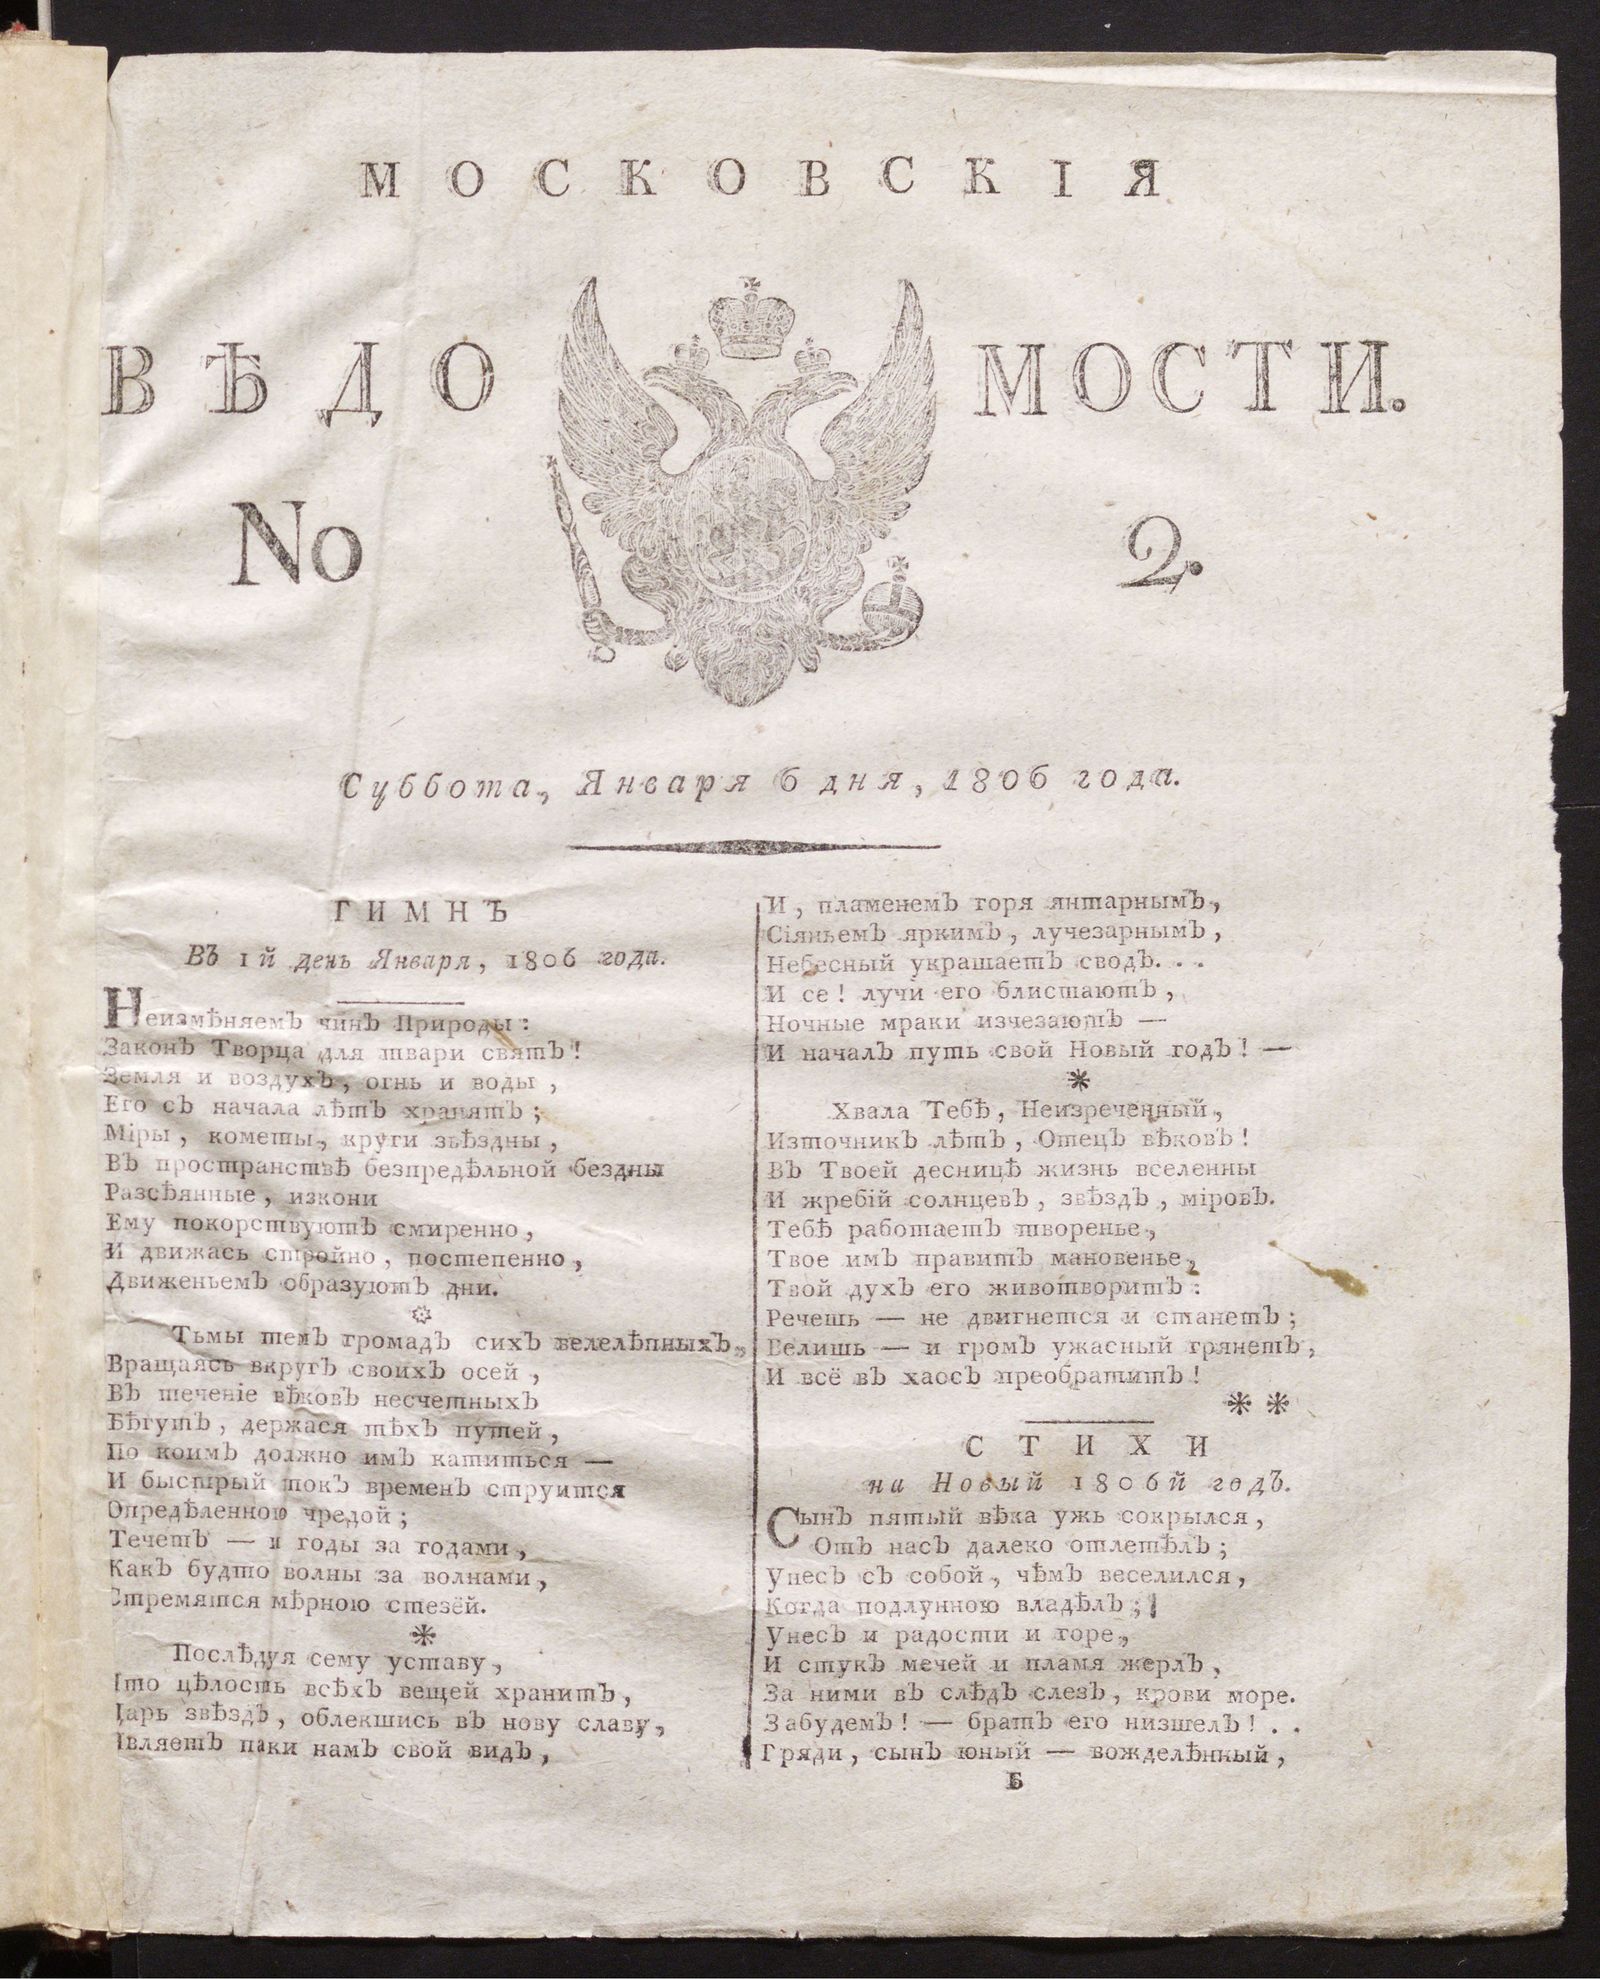 МОСКОВСКІЯ
ВѢДОМОСТИ.
No 2.
Суббота, Января 6 дня, 1806 года.
ГИМНЪ
Въ 1й день Января, 1806 года.
Неизмѣняемъ чинъ Природы:
Законъ Творца для твари святъ!
Земля и воздухъ, огнь и воды,
Его съ начала лѣтъ хранятъ;
Міры, кометы, круги звѣздны,
Въ пространствѣ безпредѣльной бездны
Разсѣянные, изкони
Ему покорствуютъ смиренно,
И движась стройно, постепенно,
Движеньемъ образуютъ дни.
Тьмы темъ громадъ сихъ велелѣпныхъ,
Вращаясь вкругъ своихъ осей,
Въ теченіе вѣковъ несчетныхъ
Бѣгутъ, держася тѣхъ путей,
По коимъ должно имъ катиться —
И быстрый токъ временъ струится
Опредѣленною чредой;
Течетъ — и годы за годами,
Какъ будто волны за волнами,
Стремятся мѣрною стезёй.
*
Послѣдуя сему уставу,
Что цѣлость всѣхъ вещей хранитъ,
Царь звѣздъ, облекшись въ нову славу,
Являетъ паки намъ свой видъ,
И, пламенемъ горя янтарнымъ,
Сіяньемъ яркимъ, лучезарнымъ,
Небесный украшаетъ сводъ. . .
И се! лучи его блистаютъ,
Ночные мраки изчезаютъ —
И началъ путь свой Новый годъ! —
*
Хвала Тебѣ, Неизреченный,
Източникъ лѣтъ, Отецъ вѣковъ!
Въ Твоей десницѣ жизнь вселенны
И жребій солнцевъ, звѣздъ, міровъ.
Тебѣ работаетъ творенье,
Твое имъ правитъ мановенье,
Твой духъ его животворитъ:
Речешь — не двигнется и станетъ;
Велишь — и громъ ужасный грянетъ,
И всё въ хаосъ преобратитъ!
* *
СТИХИ
на Новый 1806й годъ.
Сынъ пятый вѣка ужь сокрылся,
Отъ насъ далеко отлетѣлъ;
Унесъ съ собой, чѣмъ веселился,
Когда подлунною владѣлъ;
Унесъ и радости и горе,
И стукъ мечей и пламя жерлъ,
За ними въ слѣдъ слезъ, крови море.
Забудемъ! — братъ его низшелъ! . .
Гряди, сынъ юный — вожделѣнный,
Б